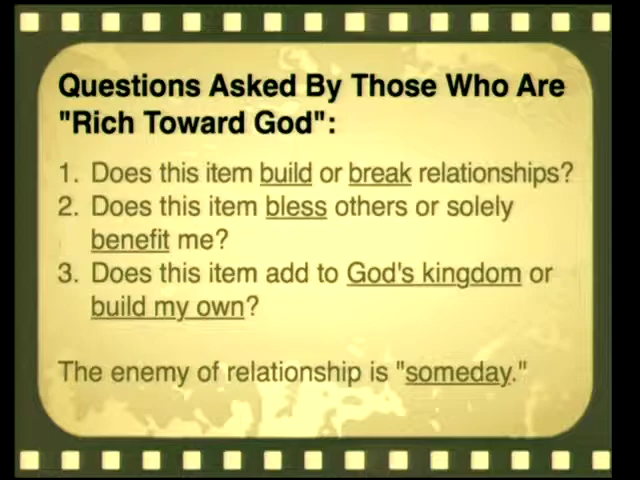 Questions Asked By Those Who Are
"Rich Toward God":
1. Does this item build or break relationships?
2. Does this item bless others or solely
benefit me?
3. Does this item add to God's kingdom or
build my own?
The enemy of relationship is "someday."